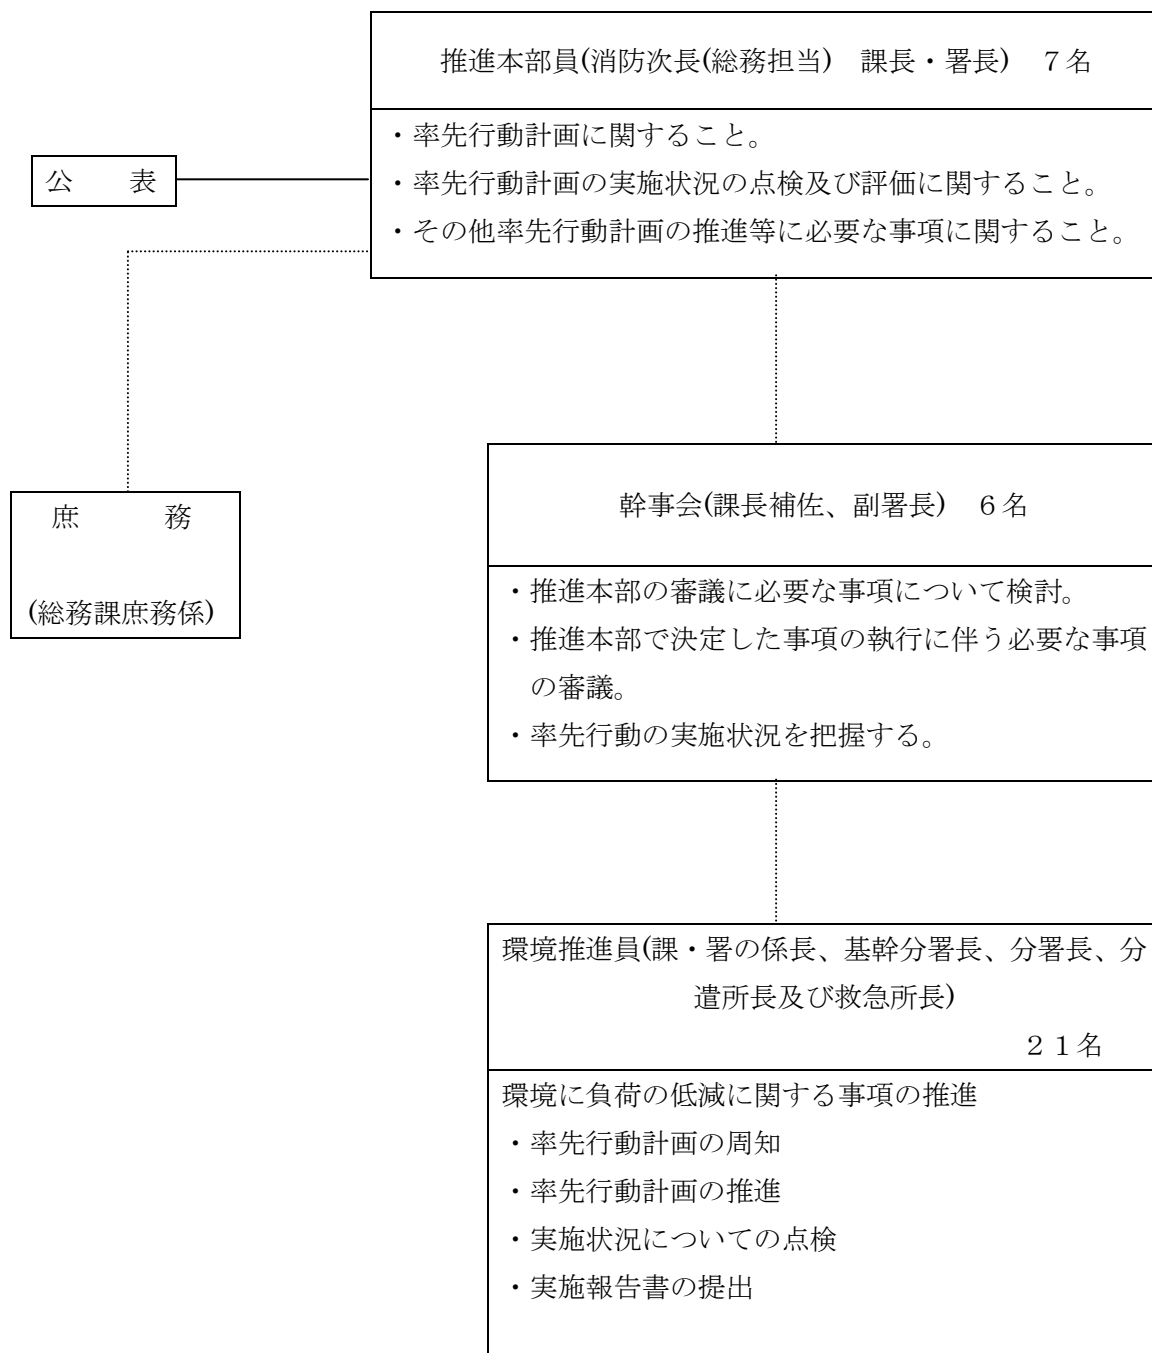 推進本部員(消防次長(総務担当)　課長・署長)　７名
・率先行動計画に関すること。
・率先行動計画の実施状況の点検及び評価に関すること。
・その他率先行動計画の推進等に必要な事項に関すること。
公　　表
庶　　　務
(総務課庶務係)
幹事会(課長補佐、副署長)　６名
・推進本部の審議に必要な事項について検討。
・推進本部で決定した事項の執行に伴う必要な事項
の審議。
・率先行動の実施状況を把握する。
環境推進員(課・署の係長、基幹分署長、分署長、分
遣所長及び救急所長)
２１名
環境に負荷の低減に関する事項の推進
・率先行動計画の周知
・率先行動計画の推進
・実施状況についての点検
・実施報告書の提出